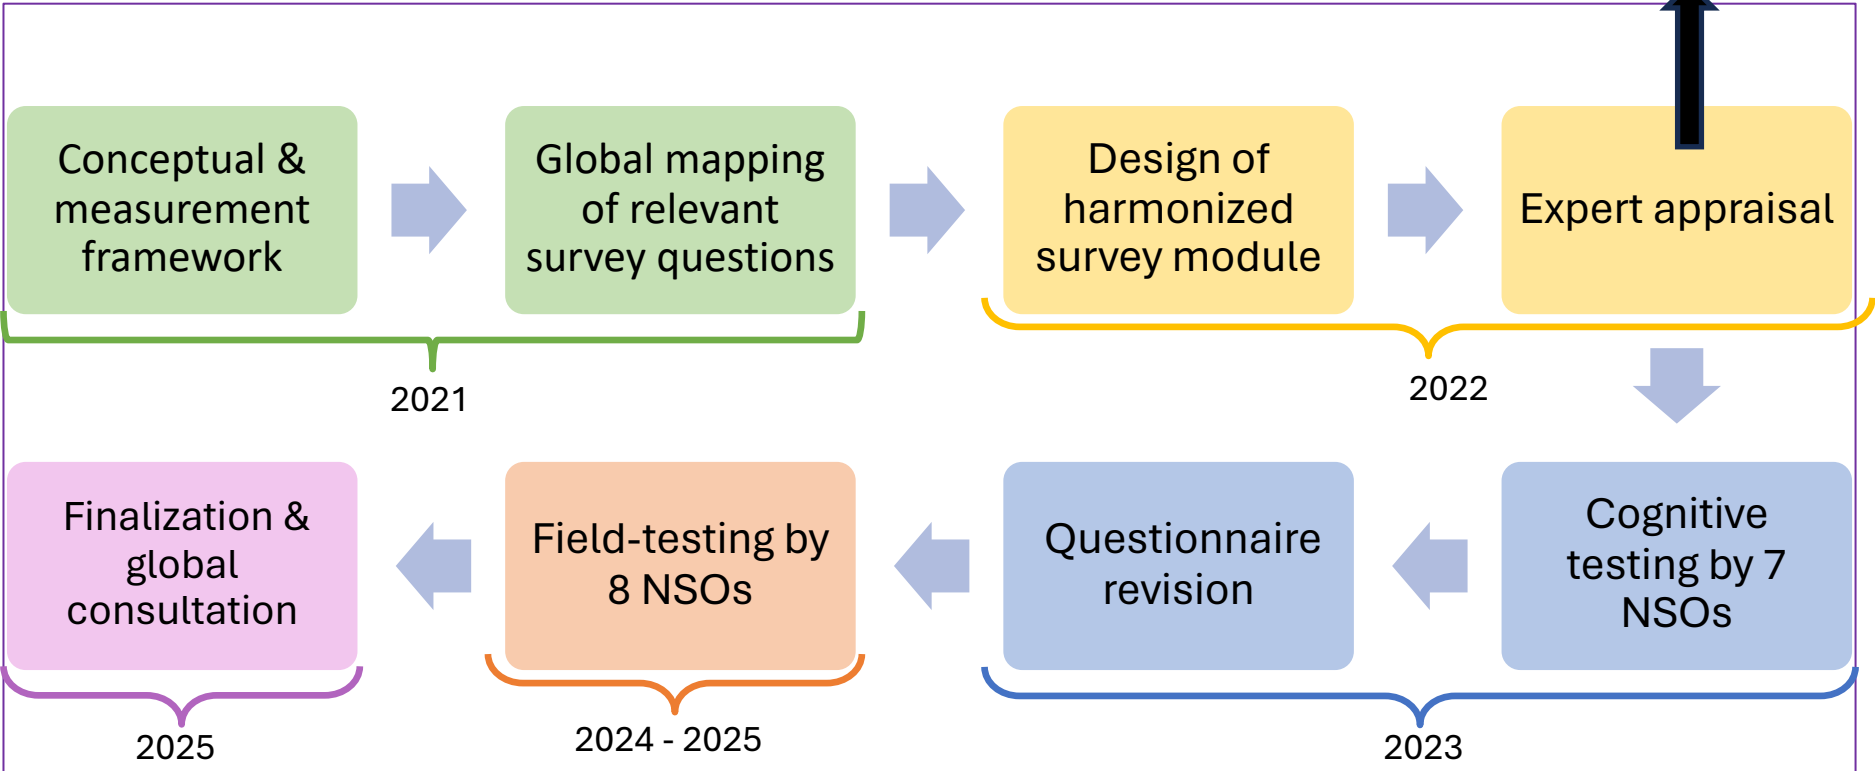 Conceptual &
measurement
framework
Global mapping
of relevant
survey questions
Design of
harmonized
survey module
Expert appraisal
2021
2022
Cognitive
testing by 7
NSOs
Questionnaire
revision
Field-testing by
8 NSOs
Finalization &
global
consultation
2023
2024 - 2025
2025